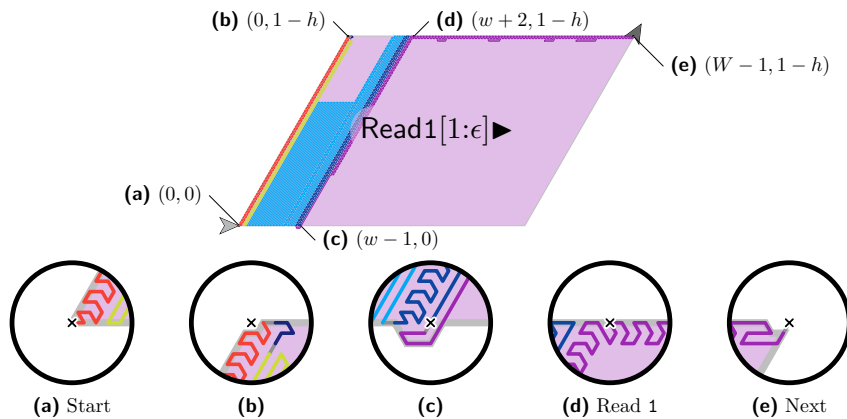 (b) (0, 1 − h)
(d) (w + 2, 1 − h)
(e) (W − 1, 1 − h)
Read1[1:ϵ]▶
(a) (0, 0)
(c) (w − 1, 0)
(a) Start
(b)
(c)
(d) Read 1
(e) Next